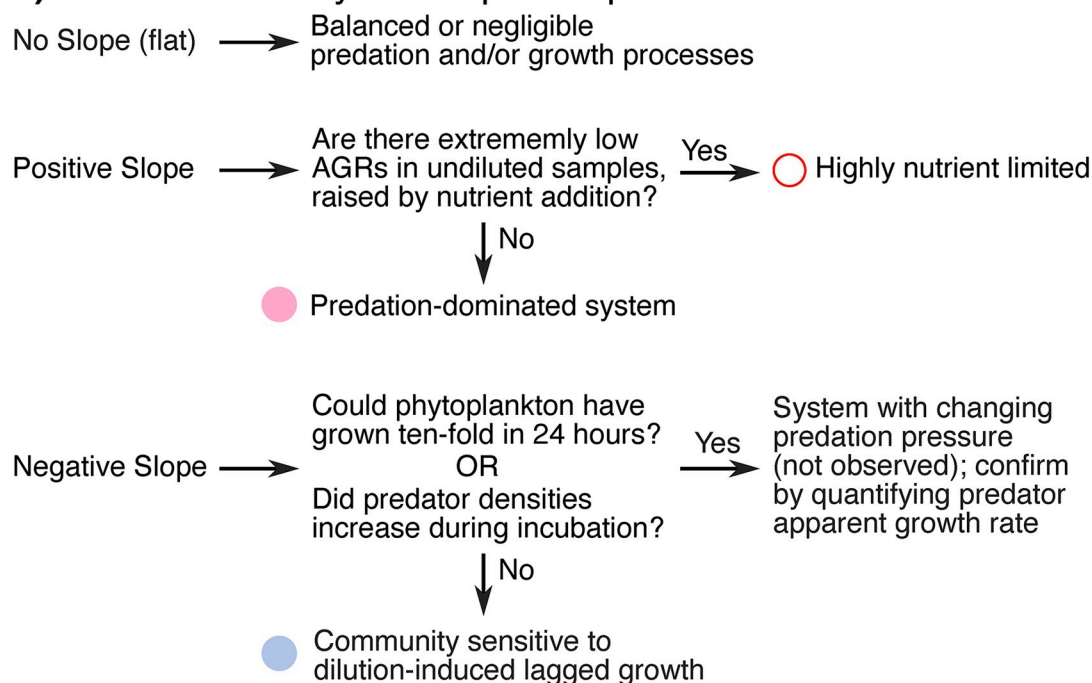 No Slope (flat)
Balanced or negligible
predation and/or growth processes
Positive Slope
Are there extrememly low
AGRs in undiluted samples,
raised by nutrient addition?
Yes
Highly nutrient limited
No
Predation-dominated system
Negative Slope
Could phytoplankton have
grown ten-fold in 24 hours?
OR
Did predator densities
increase during incubation?
Yes
System with changing
predation pressure
(not observed); confirm
by quantifying predator
apparent growth rate
No
Community sensitive to
dilution-induced lagged growth